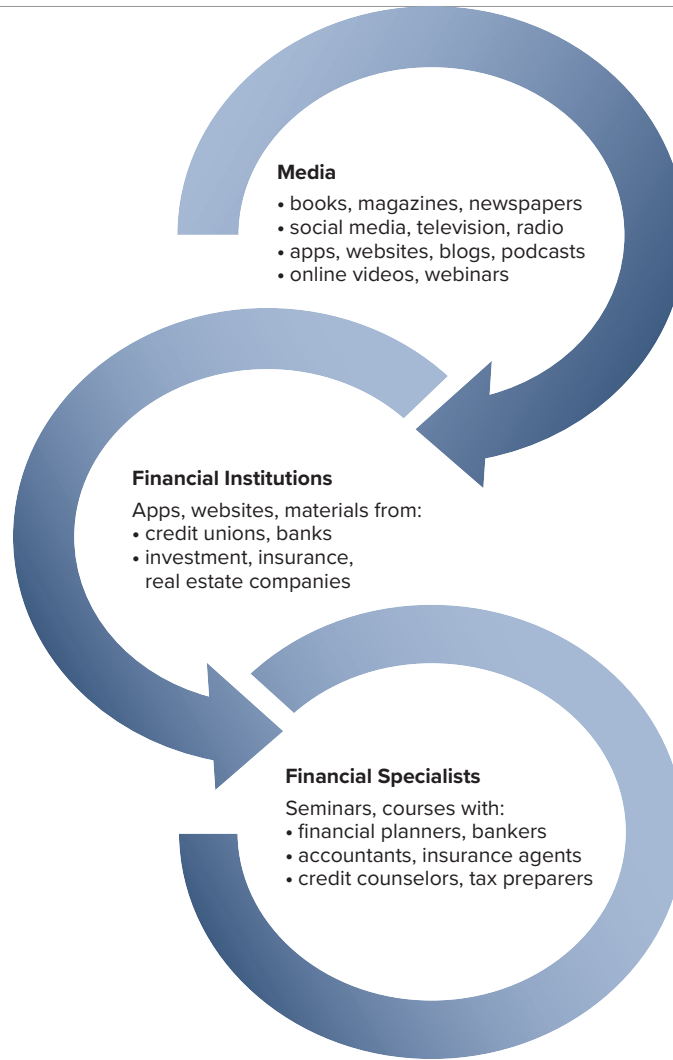 Media
• books, magazines, newspapers
• social media, television, radio
• apps, websites, blogs, podcasts
• online videos, webinars
Financial Institutions
Apps, websites, materials from:
• credit unions, banks
• investment, insurance,
real estate companies
Financial Specialists
Seminars, courses with:
• financial planners, bankers
• accountants, insurance agents
• credit counselors, tax preparers